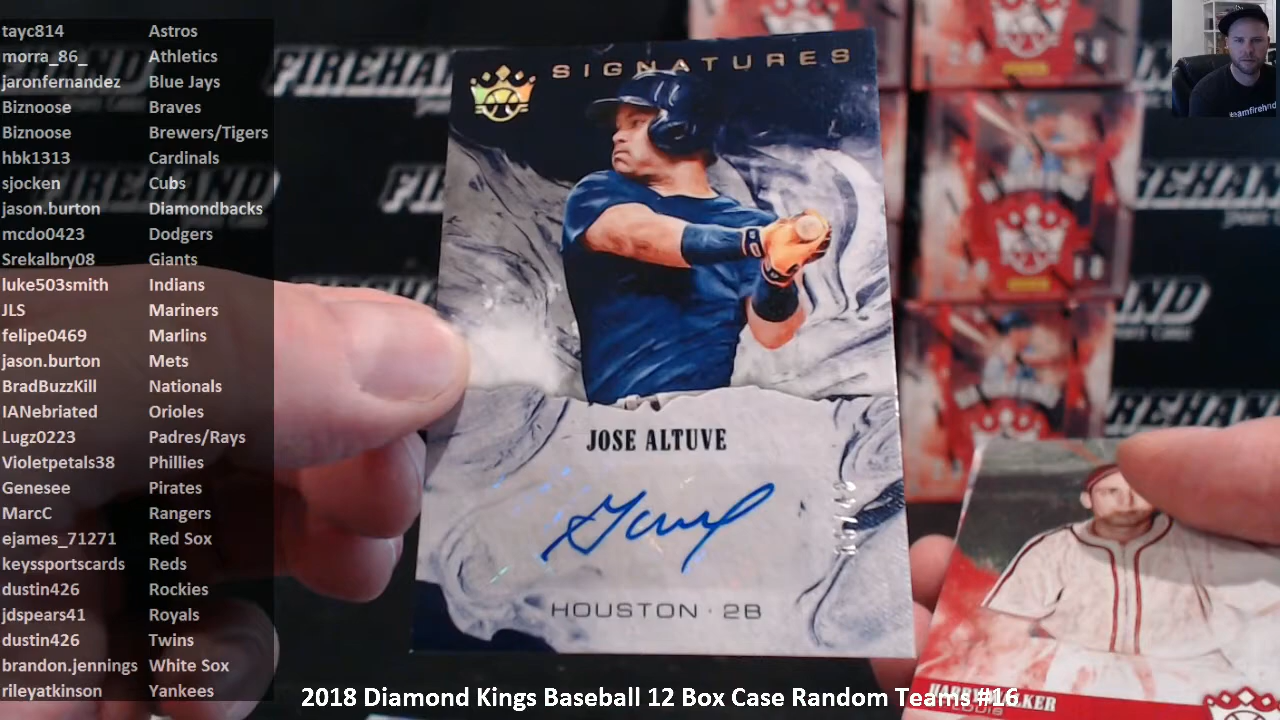 tayc814 Astros
morra_86_ Athletics
jaronfernandez Blue Jays
Biznoose Braves
Biznoose Brewers/Tigers
hbk1313 Cardinals
sjocken Cubs
jason.burton Diamondbacks
mcdo0423 Dodgers
Srekalbry08 Giants
luke503smith Indians
JLS Mariners
felipe0469 Marlins
jason.burton Mets
BradBuzzKill Nationals
IANebriated Orioles
Lugz0223 Padres/Rays
Violetpetals38 Phillies
Genesee Pirates
MarcC Rangers
ejames_71271 Red Sox
keyssportscards Reds
dustin426 Rockies
jdspears41 Royals
dustin426 Twins
brandon.jennings White Sox
rileyatkinson Yankees
SIGNATURES
JOSE ALTUVE
HOUSTON · 2B
FIREHAND
2018 Diamond Kings Baseball 12 Box Case Random Teams #16